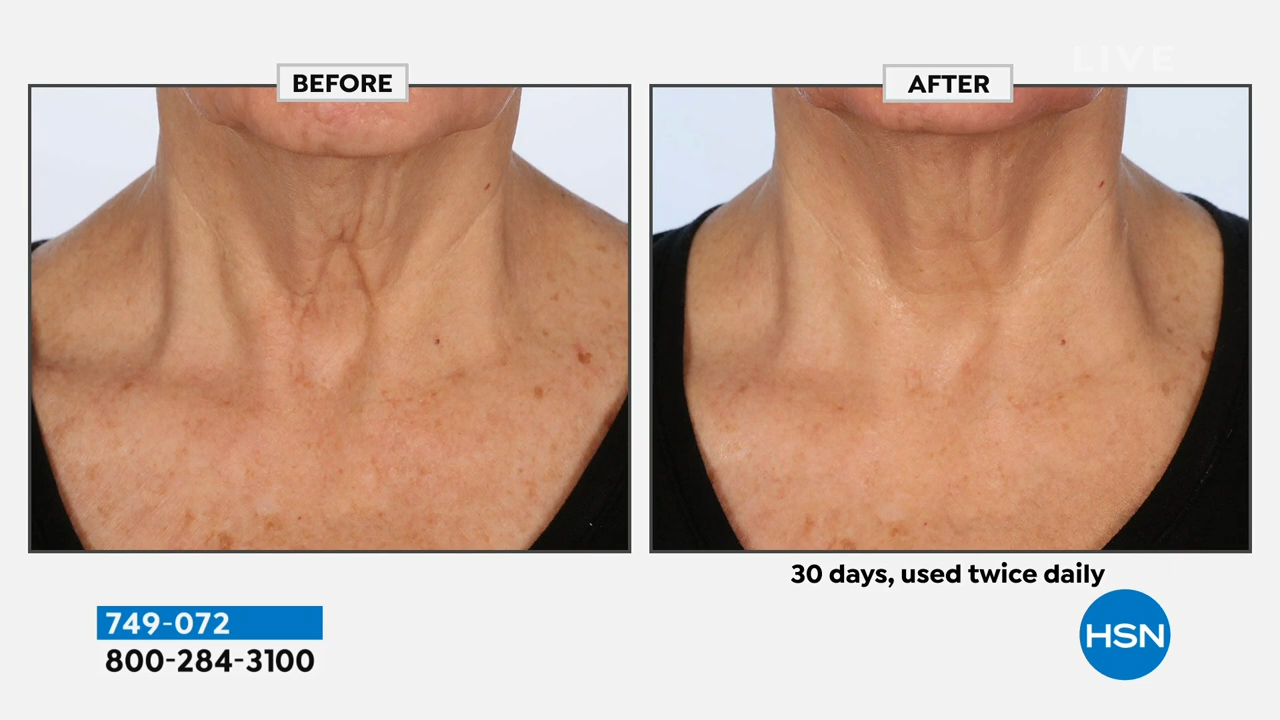 LIVE
BEFORE
AFTER
30 days, used twice daily
749-072
800-284-3100
HSN